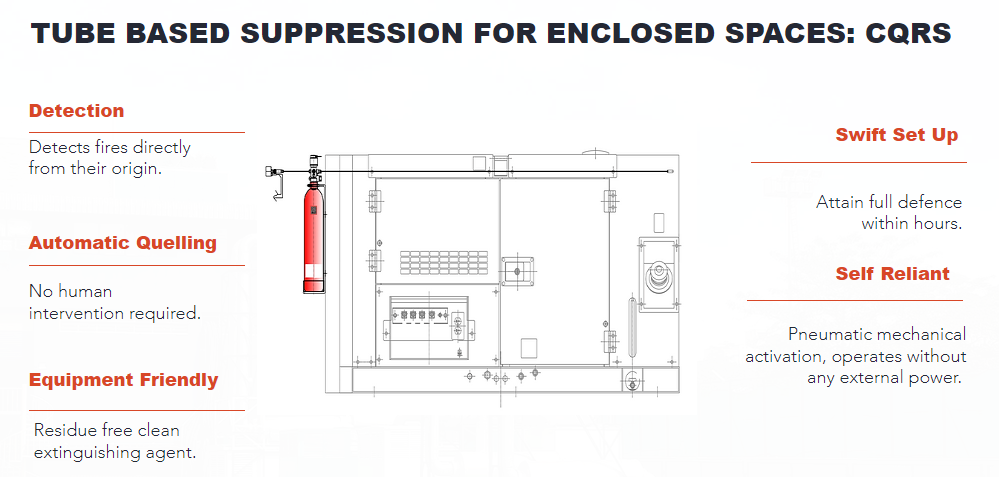 TUBE BASED SUPPRESSION FOR ENCLOSED SPACES: CQRS
Detection
Detects fires directly
from their origin.
Automatic Quelling
No human
intervention required.
Equipment Friendly
Residue free clean
extinguishing agent.
Swift Set Up
Attain full defence
within hours.
Self Reliant
Pneumatic mechanical
activation, operates without
any external power.